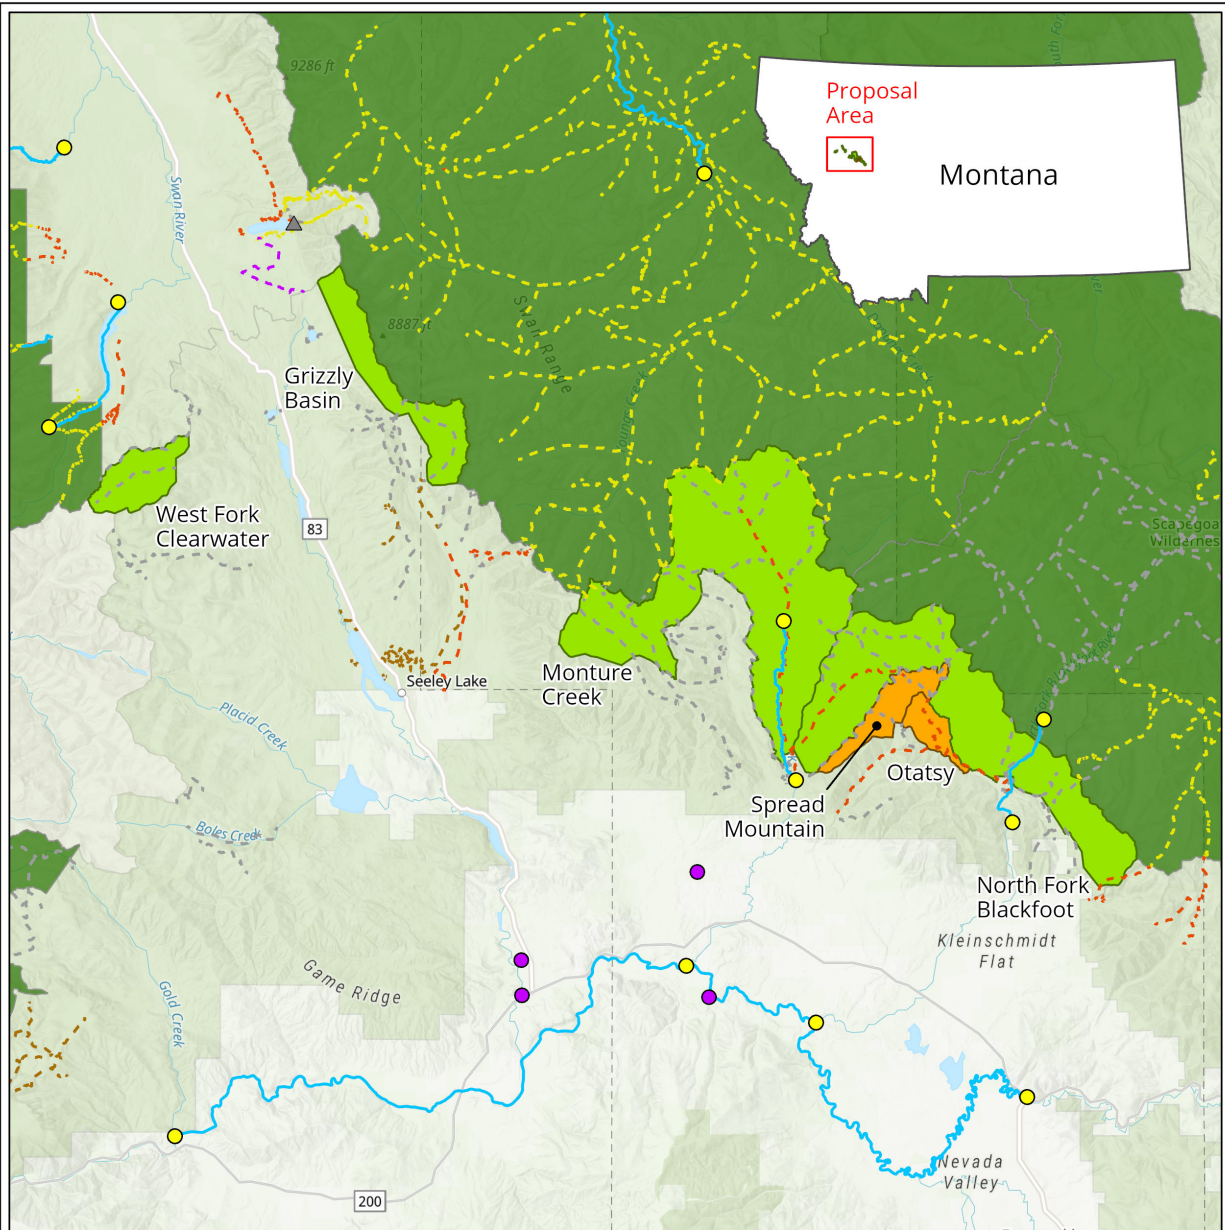 9286 ft
Proposal
Area
Montana
Swan River
8887 ft
Swan Range
Grizzly
Basin
West Fork
Clearwater
83
Monture
Creek
Seeley Lake
Placid Creek
Otatsy
Spread
Mountain
Boles Creek
North Fork
Blackfoot
Kleinschmidt
Flat
Game Ridge
Gold Creek
Nevada
Valley
200